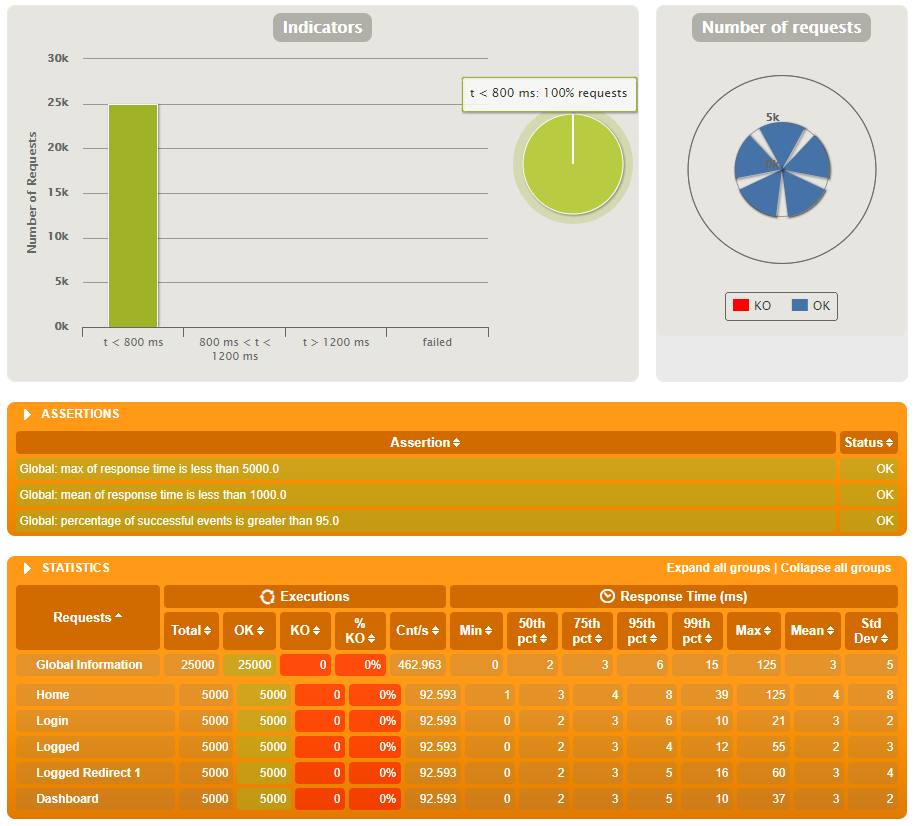 Indicators
30k
25k
20k
15k
10k
5k
0k
Number of Requests
t < 800 ms
800 ms < t <
1200 ms
t > 1200 ms
failed
t < 800 ms: 100% requests
Number of requests
5k
0k
KO OK
ASSERTIONS
Assertion Status
Global: max of response time is less than 5000.0 OK
Global: mean of response time is less than 1000.0 OK
Global: percentage of successful events is greater than 95.0 OK
STATISTICS Expand all groups | Collapse all groups
Requests Executions Response Time (ms)
Total OK KO % KO Cnt/s Min 50th pct 75th pct 95th pct 99th pct Max Mean Std Dev
Global Information 25000 25000 0 0% 462.963 0 2 3 6 15 125 3 5
Home 5000 5000 0 0% 92.593 1 3 4 8 39 125 4 8
Login 5000 5000 0 0% 92.593 0 2 3 6 10 21 3 2
Logged 5000 5000 0 0% 92.593 0 2 3 4 12 55 2 3
Logged Redirect 1 5000 5000 0 0% 92.593 0 2 3 5 16 60 3 4
Dashboard 5000 5000 0 0% 92.593 0 2 3 5 10 37 3 2